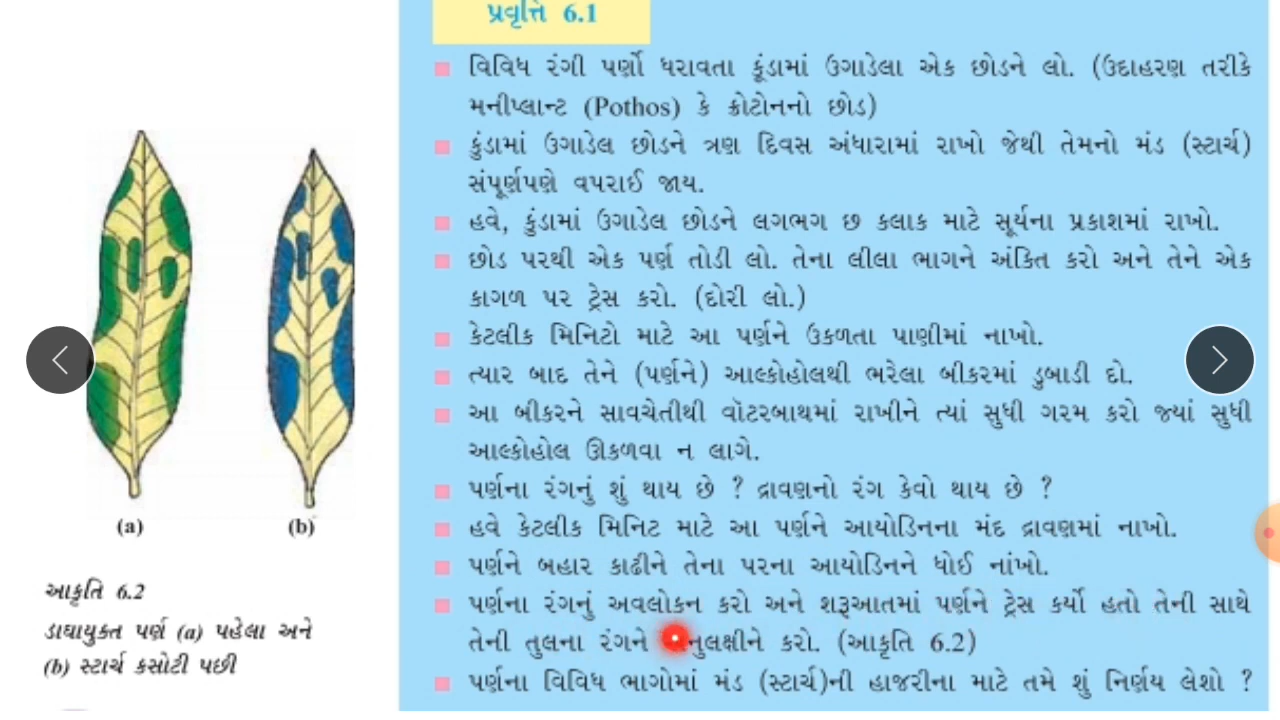 પ્રવૃત્તિ 6.1
વિવિધ રંગી પર્ણો ધરાવતા કૂંડામાં ઉગાડેલા એક છોડને લો. (ઉદાહરણ તરીકે
મનીપ્લાન્ટ (Pothos) કે ક્રોટોનનો છોડ)
કુંડામાં ઉગાડેલ છોડને ત્રણ દિવસ અંધારામાં રાખો જેથી તેમનો મંડ (સ્ટાર્ચ)
સંપૂર્ણપણે વપરાઈ જાય.
હવે, કુંડામાં ઉગાડેલ છોડને લગભગ છ કલાક માટે સૂર્યના પ્રકાશમાં રાખો.
છોડ પરથી એક પર્ણ તોડી લો. તેના લીલા ભાગને અંકિત કરો અને તેને એક
કાગળ પર ટ્રેસ કરો. (દોરી લો.)
કેટલીક મિનિટો માટે આ પર્ણને ઉકળતા પાણીમાં નાખો.
ત્યાર બાદ તેને (પર્ણને) આલ્કોહોલથી ભરેલા બીકરમાં ડુબાડી દો.
આ બીકરને સાવચેતીથી વૉટરબાથમાં રાખીને ત્યાં સુધી ગરમ કરો જ્યાં સુધી
આલ્કોહોલ ઊકળવા ન લાગે.
પર્ણના રંગનું શું થાય છે ? દ્રાવણનો રંગ કેવો થાય છે ?
હવે કેટલીક મિનિટ માટે આ પર્ણને આયોડિનના મંદ દ્રાવણમાં નાખો.
પર્ણને બહાર કાઢીને તેના પરના આયોડિનને ધોઈ નાંખો.
પર્ણના રંગનું અવલોકન કરો અને શરૂઆતમાં પર્ણને ટ્રેસ કર્યો હતો તેની સાથે
તેની તુલના રંગને નુલક્ષીને કરો. (આકૃતિ 6.2)
પર્ણના વિવિધ ભાગોમાં મંડ (સ્ટાર્ચ)ની હાજરીના માટે તમે શું નિર્ણય લેશો ?
(a) (b)
આકૃતિ 6.2
ડાઘાયુક્ત પર્ણ (a) પહેલા અને
(b) સ્ટાર્ચ કસોટી પછી